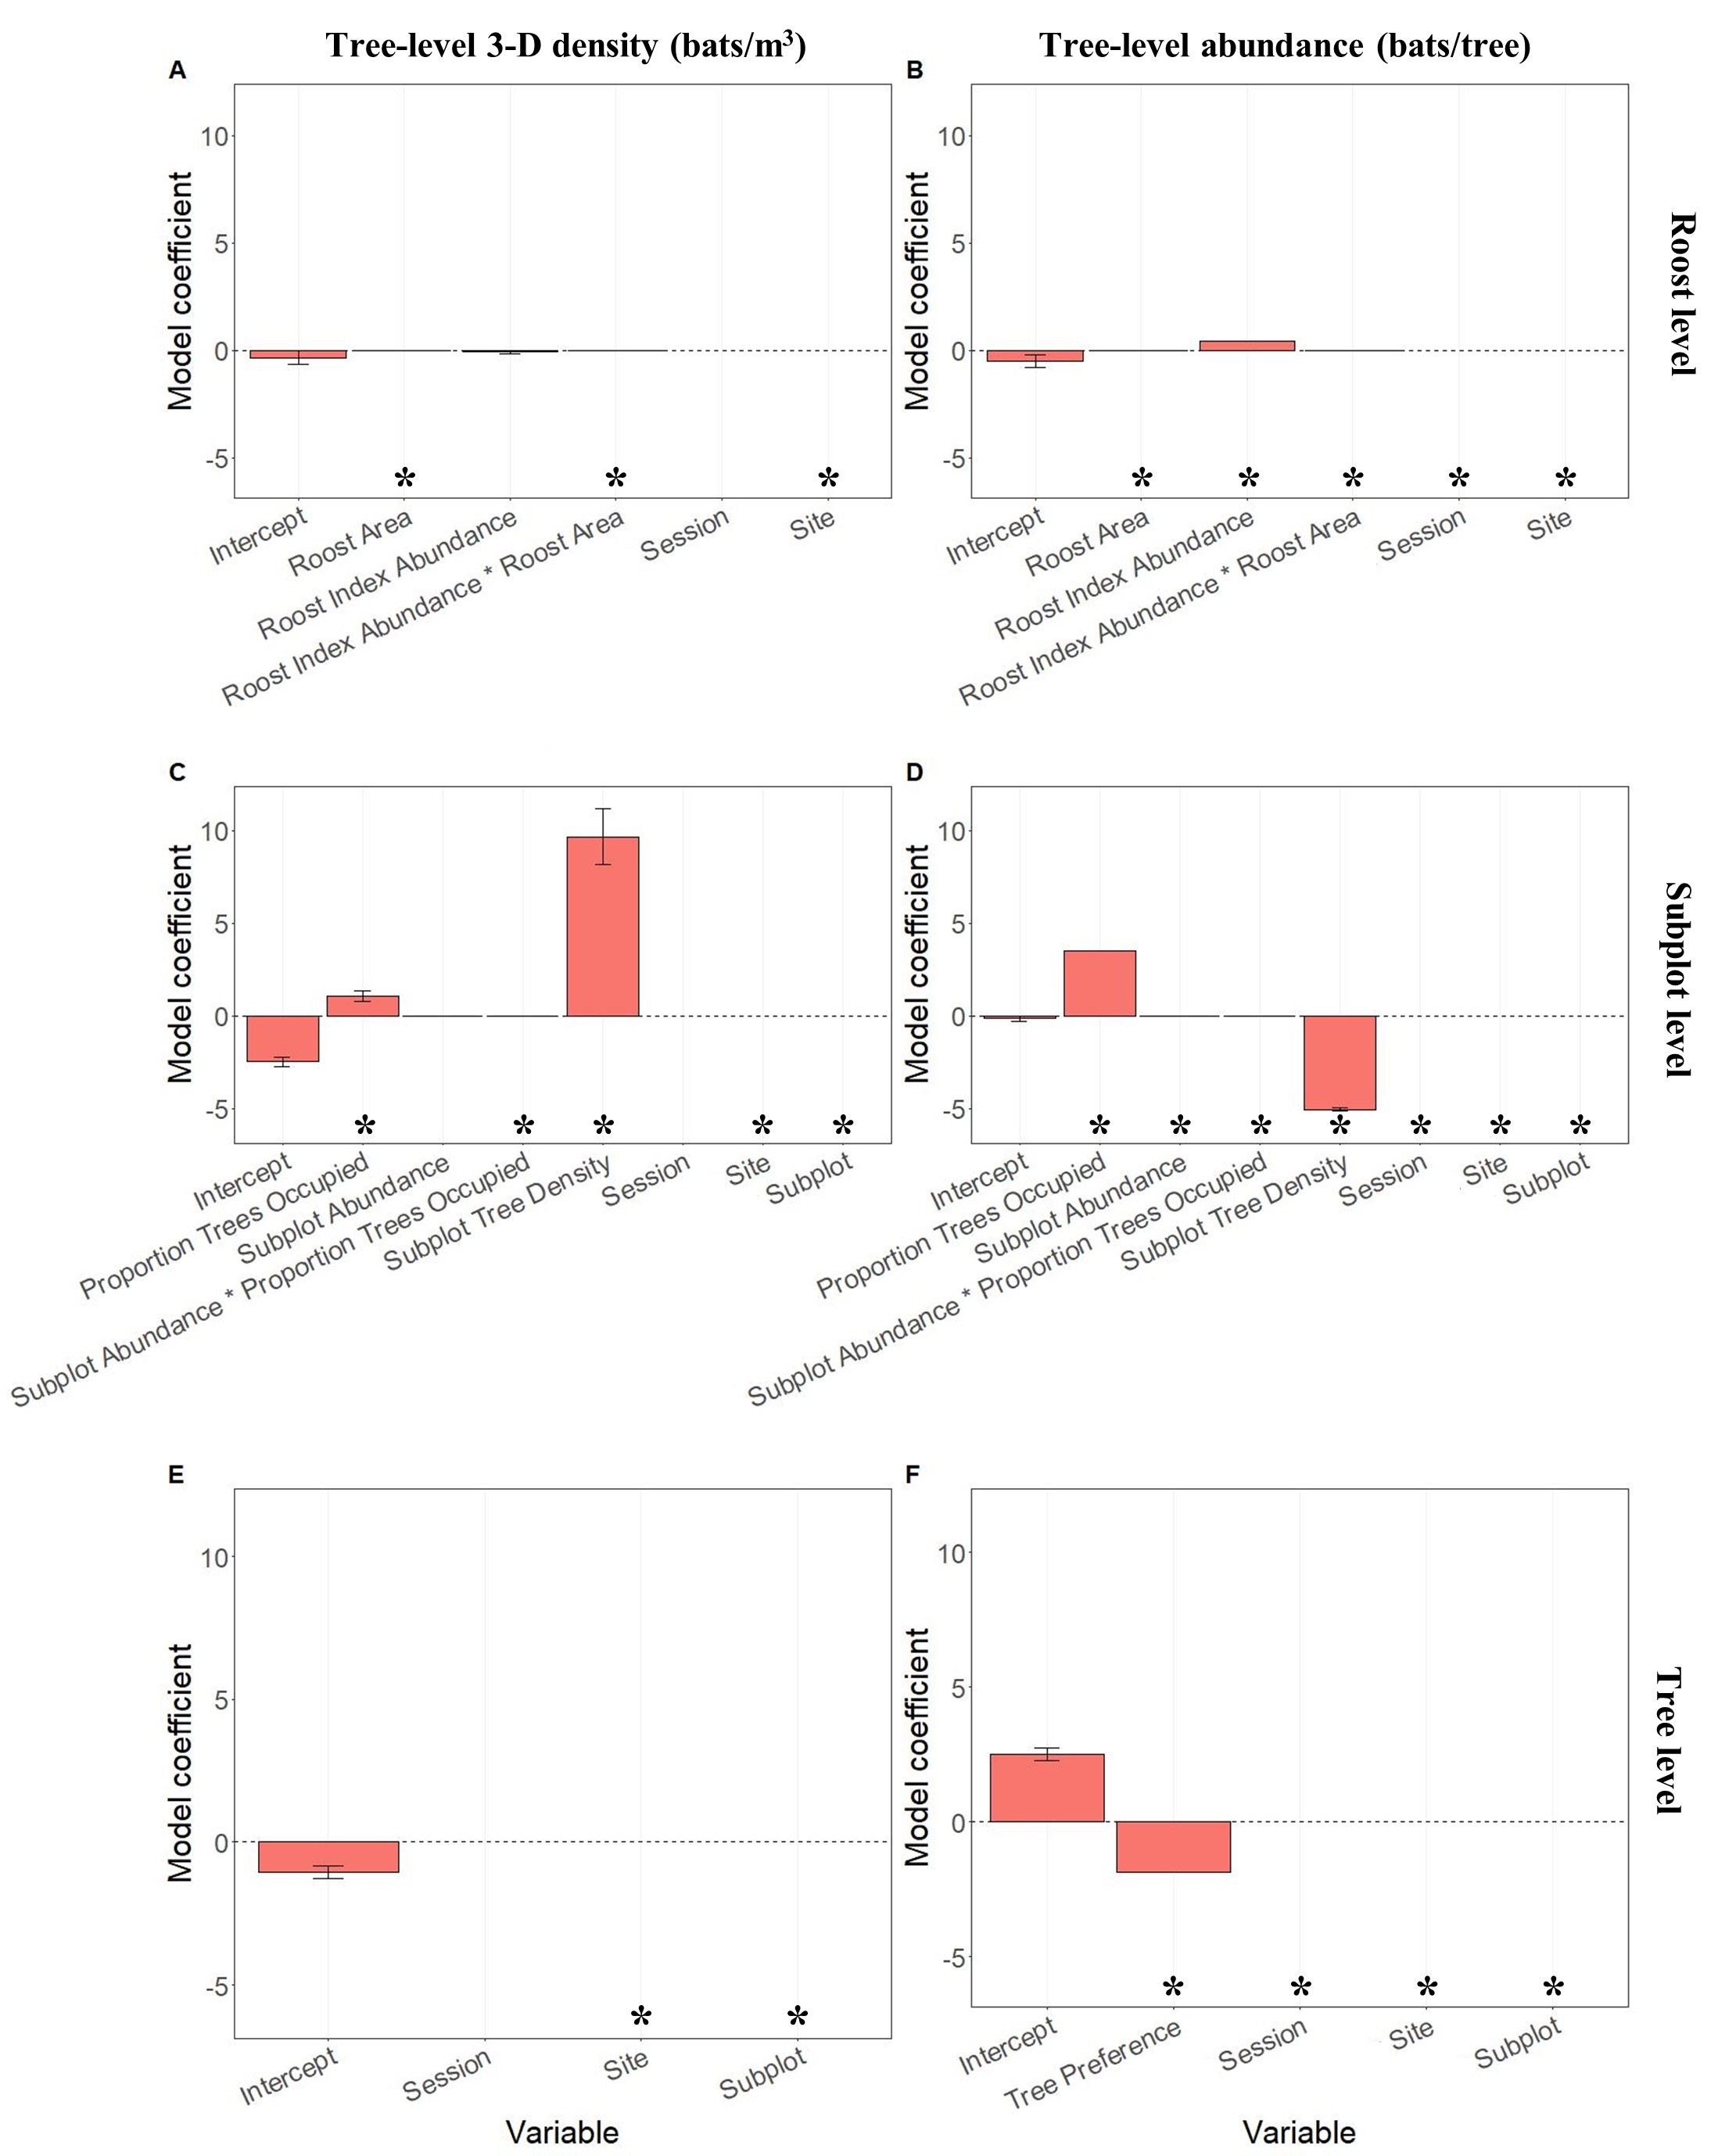 Tree-level 3-D density (bats/m³)
Tree-level abundance (bats/tree)
A
Model coefficient
10
5
0
-5
* * *
Intercept
Roost Area
Roost Index Abundance
Roost Index Abundance * Roost Area
Session
Site
B
Model coefficient
10
5
0
-5
* * * * *
Intercept
Roost Area
Roost Index Abundance
Roost Index Abundance * Roost Area
Session
Site
Roost level
C
Model coefficient
10
5
0
-5
* * * * *
Intercept
Proportion Trees Occupied
Subplot Abundance
Subplot Abundance * Proportion Trees Occupied
Subplot Tree Density
Session
Site
Subplot
D
Model coefficient
10
5
0
-5
* * * * * * *
Intercept
Proportion Trees Occupied
Subplot Abundance
Subplot Abundance * Proportion Trees Occupied
Subplot Tree Density
Session
Site
Subplot
Subplot level
E
Model coefficient
10
5
0
-5
* *
Intercept
Session
Site
Subplot
Variable
F
Model coefficient
10
5
0
-5
* * * *
Intercept
Tree Preference
Session
Site
Subplot
Variable
Tree level